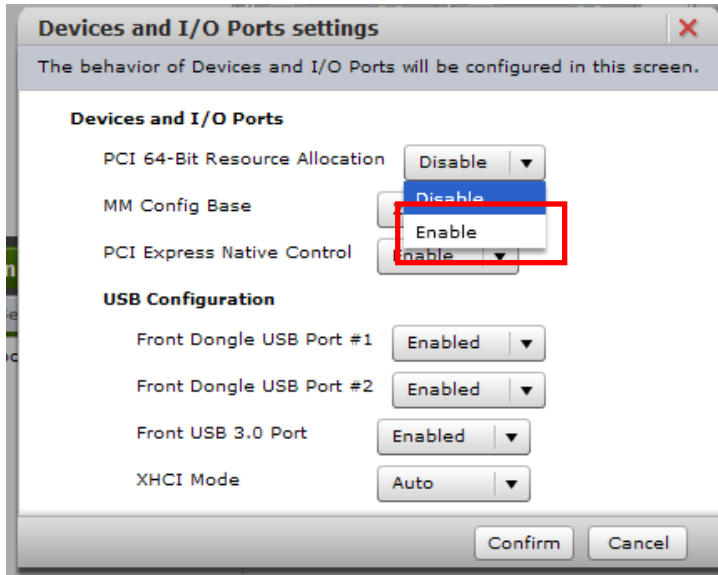 Devices and I/O Ports settings
The behavior of Devices and I/O Ports will be configured in this screen.
Devices and I/O Ports
PCI 64-Bit Resource Allocation Disable
Disable
MM Config Base
Enable
PCI Express Native Control Enable
USB Configuration
Front Dongle USB Port #1 Enabled
Front Dongle USB Port #2 Enabled
Front USB 3.0 Port Enabled
XHCI Mode Auto
Confirm Cancel